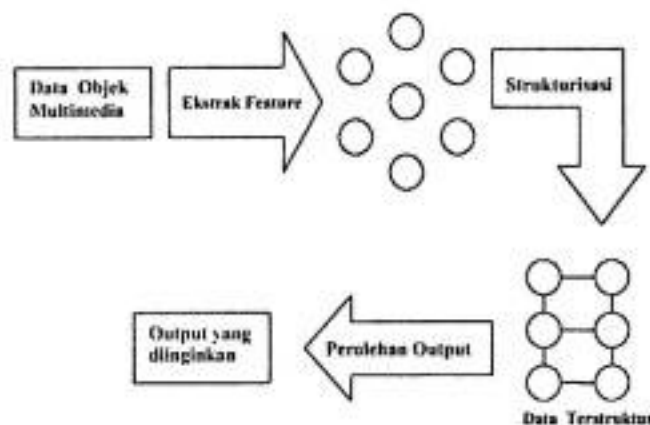 Data Objek
Multimedia
Ekstrak Feature
Strukturisasi
Output yang
diinginkan
Perolehan Output
Data Terstruktur